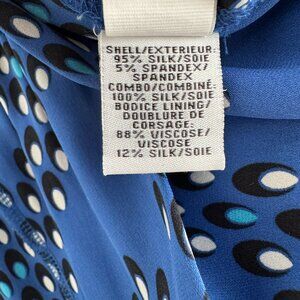 SHELL/EXTERIEUR:
95% SILK/SOIE
5% SPANDEX/
SPANDEX
COMBO/COMBINÉ:
100% SILK/SOIE
BODICE LINING/
DOUBLURE DE
CORSAGE:
88% VISCOSE/
VISCOSE
12% SILK/SOIE